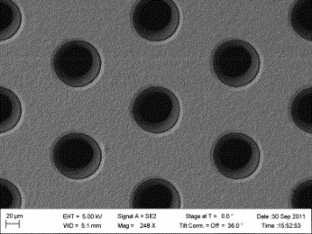 20 µm EHT = 5.00 kV Signal A = SE2 Stage at T = 0.0° Date :30 Sep 2011
WD = 5.1 mm Mag = 248 X Tilt Corrn. = Off 36.0° Time :15:52:53